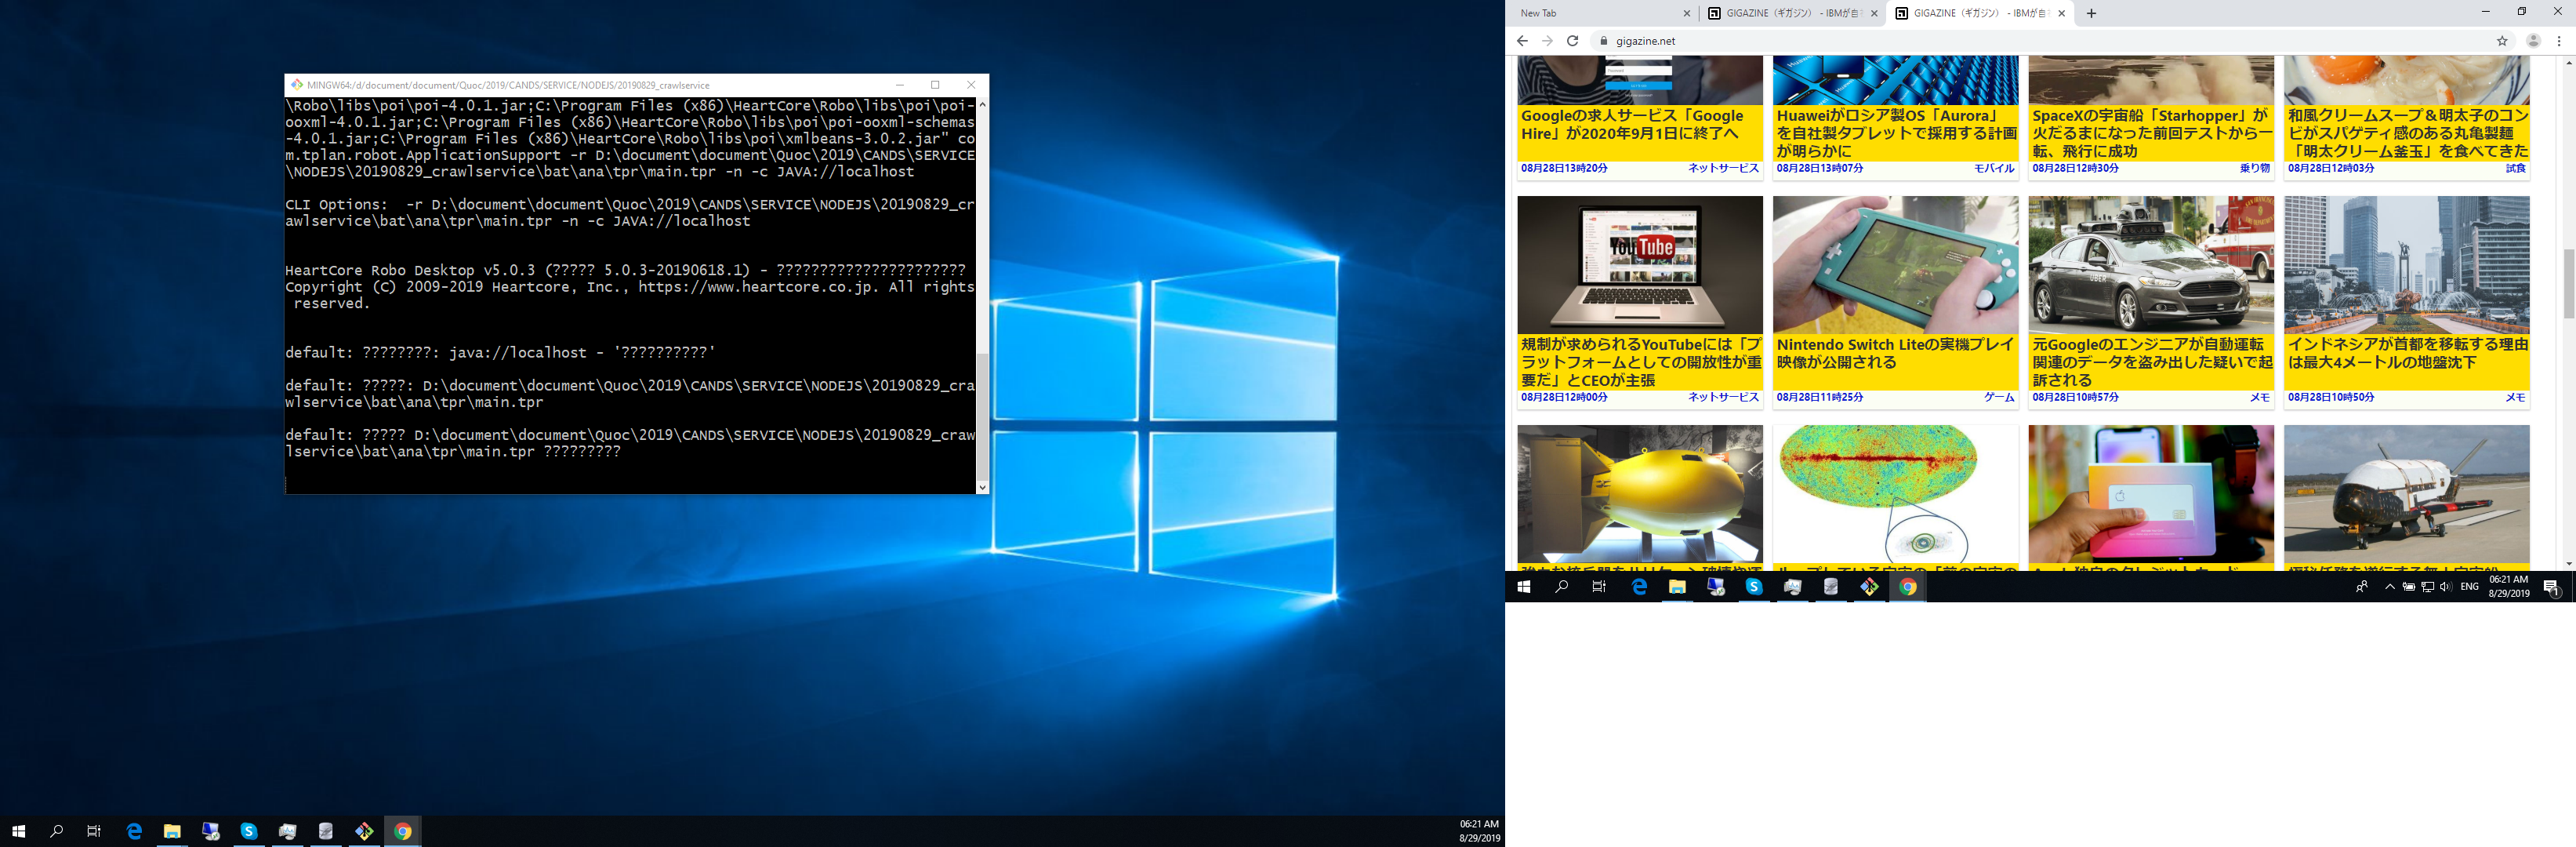 MINGW64:/d/document/document/Quoc/2019/CANDS/SERVICE/NODEJS/20190829_crawlservice
\Robo\libs\poi\poi-4.0.1.jar;C:\Program Files (x86)\HeartCore\Robo\libs\poi\poi-
ooxml-4.0.1.jar;C:\Program Files (x86)\HeartCore\Robo\libs\poi\poi-ooxml-schemas
-4.0.1.jar;C:\Program Files (x86)\HeartCore\Robo\libs\poi\xmlbeans-3.0.2.jar" co
m.tplan.robot.ApplicationSupport -r D:\document\document\Quoc\2019\CANDS\SERVICE
\NODEJS\20190829_crawlservice\bat\ana\tpr\main.tpr -n -c JAVA://localhost
CLI Options:  -r D:\document\document\Quoc\2019\CANDS\SERVICE\NODEJS\20190829_cr
awlservice\bat\ana\tpr\main.tpr -n -c JAVA://localhost
HeartCore Robo Desktop v5.0.3 (????? 5.0.3-20190618.1) - ??????????????????????
Copyright (C) 2009-2019 Heartcore, Inc., https://www.heartcore.co.jp. All rights
 reserved.
default: ????????: java://localhost - '??????????'
default: ?????: D:\document\document\Quoc\2019\CANDS\SERVICE\NODEJS\20190829_cra
wlservice\bat\ana\tpr\main.tpr
default: ????? D:\document\document\Quoc\2019\CANDS\SERVICE\NODEJS\20190829_craw
lservice\bat\ana\tpr\main.tpr ?????????
06:21 AM
8/29/2019
New Tab
GIGAZINE（ギガジン） - IBMが自
GIGAZINE（ギガジン） - IBMが自
gigazine.net
Googleの求人サービス「Google
Hire」が2020年9月1日に終了へ
08月28日13時20分 ネットサービス
Huaweiがロシア製OS「Aurora」
を自社製タブレットで採用する計画
が明らかに
08月28日13時07分 モバイル
SpaceXの宇宙船「Starhopper」が
火だるまになった前回テストから一
転、飛行に成功
08月28日12時30分 乗り物
和風クリームスープ＆明太子のコン
ビがスパゲティ感のある丸亀製麺
「明太クリーム釜玉」を食べてきた
08月28日12時03分 試食
YouTube
規制が求められるYouTubeには「プ
ラットフォームとしての開放性が重
要だ」とCEOが主張
08月28日12時00分 ネットサービス
Nintendo Switch Liteの実機プレイ
映像が公開される
08月28日11時25分 ゲーム
UBER
元Googleのエンジニアが自動運転
関連のデータを盗み出した疑いで起
訴される
08月28日10時57分 メモ
インドネシアが首都を移転する理由
は最大4メートルの地盤沈下
08月28日10時50分 メモ
ENG
06:21 AM
8/29/2019
1